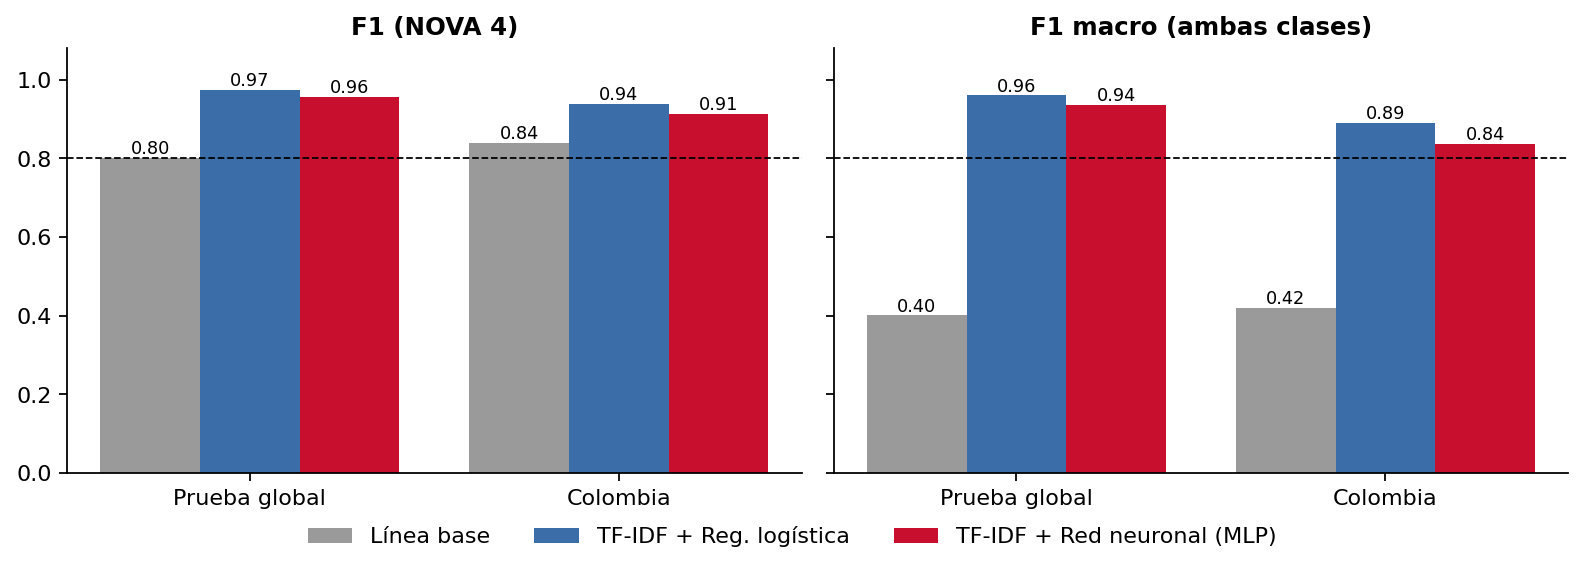 F1 (NOVA 4)
F1 macro (ambas clases)
1.0
0.8
0.6
0.4
0.2
0.0
0.80
0.97
0.96
0.84
0.94
0.91
0.40
0.96
0.94
0.42
0.89
0.84
Prueba global
Colombia
Prueba global
Colombia
Línea base
TF-IDF + Reg. logística
TF-IDF + Red neuronal (MLP)